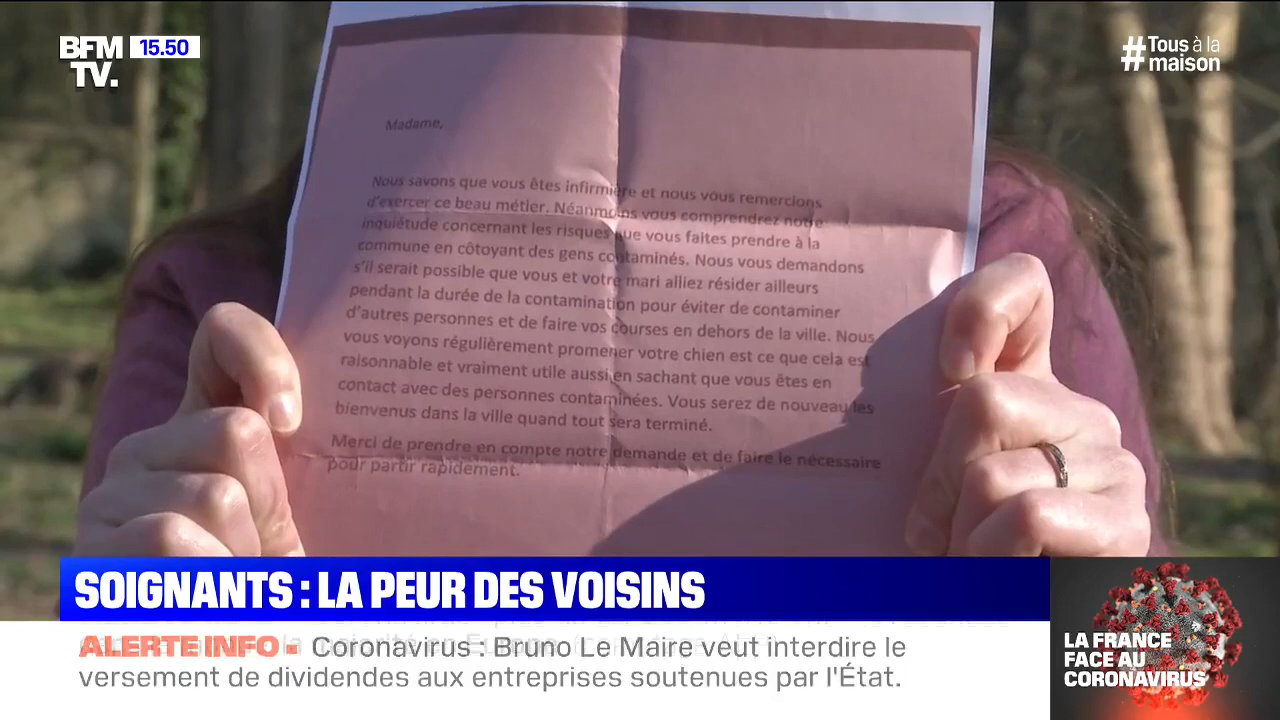 BFM
TV.
15.50
#Tous à la
maison
Madame,
Nous savons que vous êtes infirmière et nous vous remercions
d'exercer ce beau métier. Néanmoins vous comprendrez notre
inquiétude concernant les risques que vous faites prendre à la
commune en côtoyant des gens contaminés. Nous vous demandons
s'il serait possible que vous et votre mari alliez résider ailleurs
pendant la durée de la contamination pour éviter de contaminer
d'autres personnes et de faire vos courses en dehors de la ville. Nous
vous voyons régulièrement promener votre chien est ce que cela est
raisonnable et vraiment utile aussi en sachant que vous êtes en
contact avec des personnes contaminées. Vous serez de nouveau les
bienvenus dans la ville quand tout sera terminé.
Merci de prendre en compte notre demande et de faire le nécessaire
pour partir rapidement.
SOIGNANTS : LA PEUR DES VOISINS
ALERTE INFO Coronavirus : Bruno Le Maire veut interdire le
versement de dividendes aux entreprises soutenues par l'État.
LA FRANCE
FACE AU
CORONAVIRUS